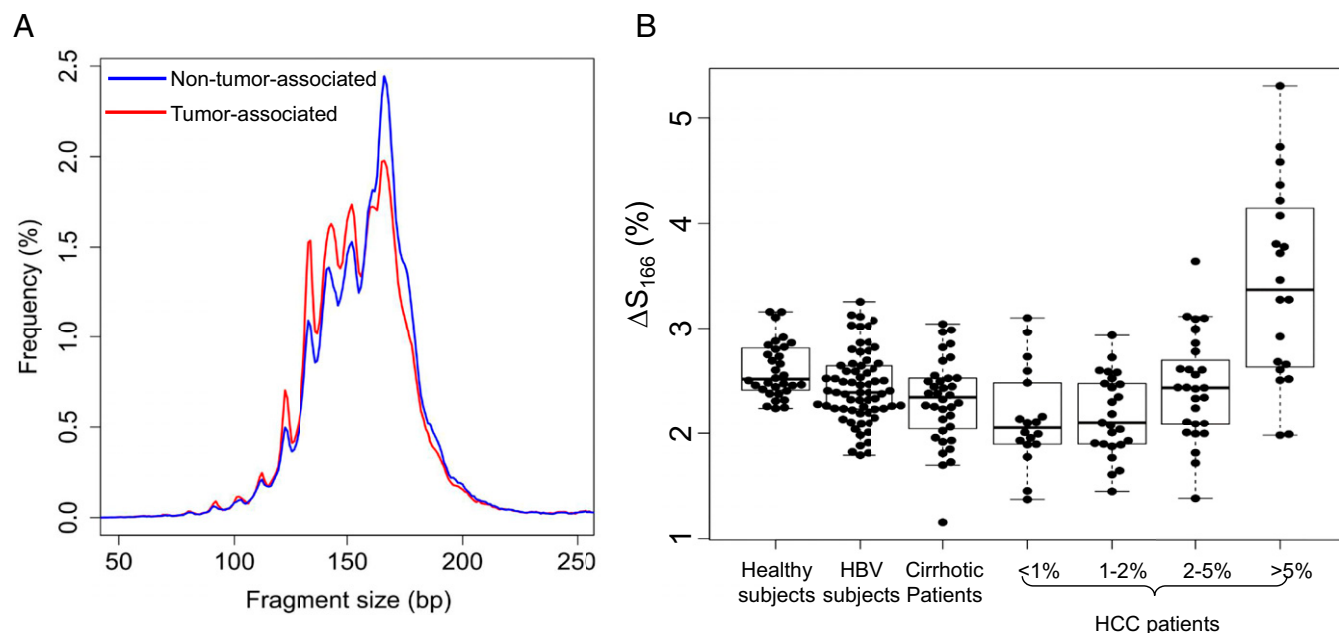 A
2.5
2.0
1.5
1.0
0.5
0.0
Frequency (%)
Non-tumor-associated
Tumor-associated
50
100
150
200
250
Fragment size (bp)
B
5
4
3
2
1
ΔS₁₆₆ (%)
Healthy
subjects
HBV
subjects
Cirrhotic
Patients
<1%
1-2%
2-5%
>5%
HCC patients